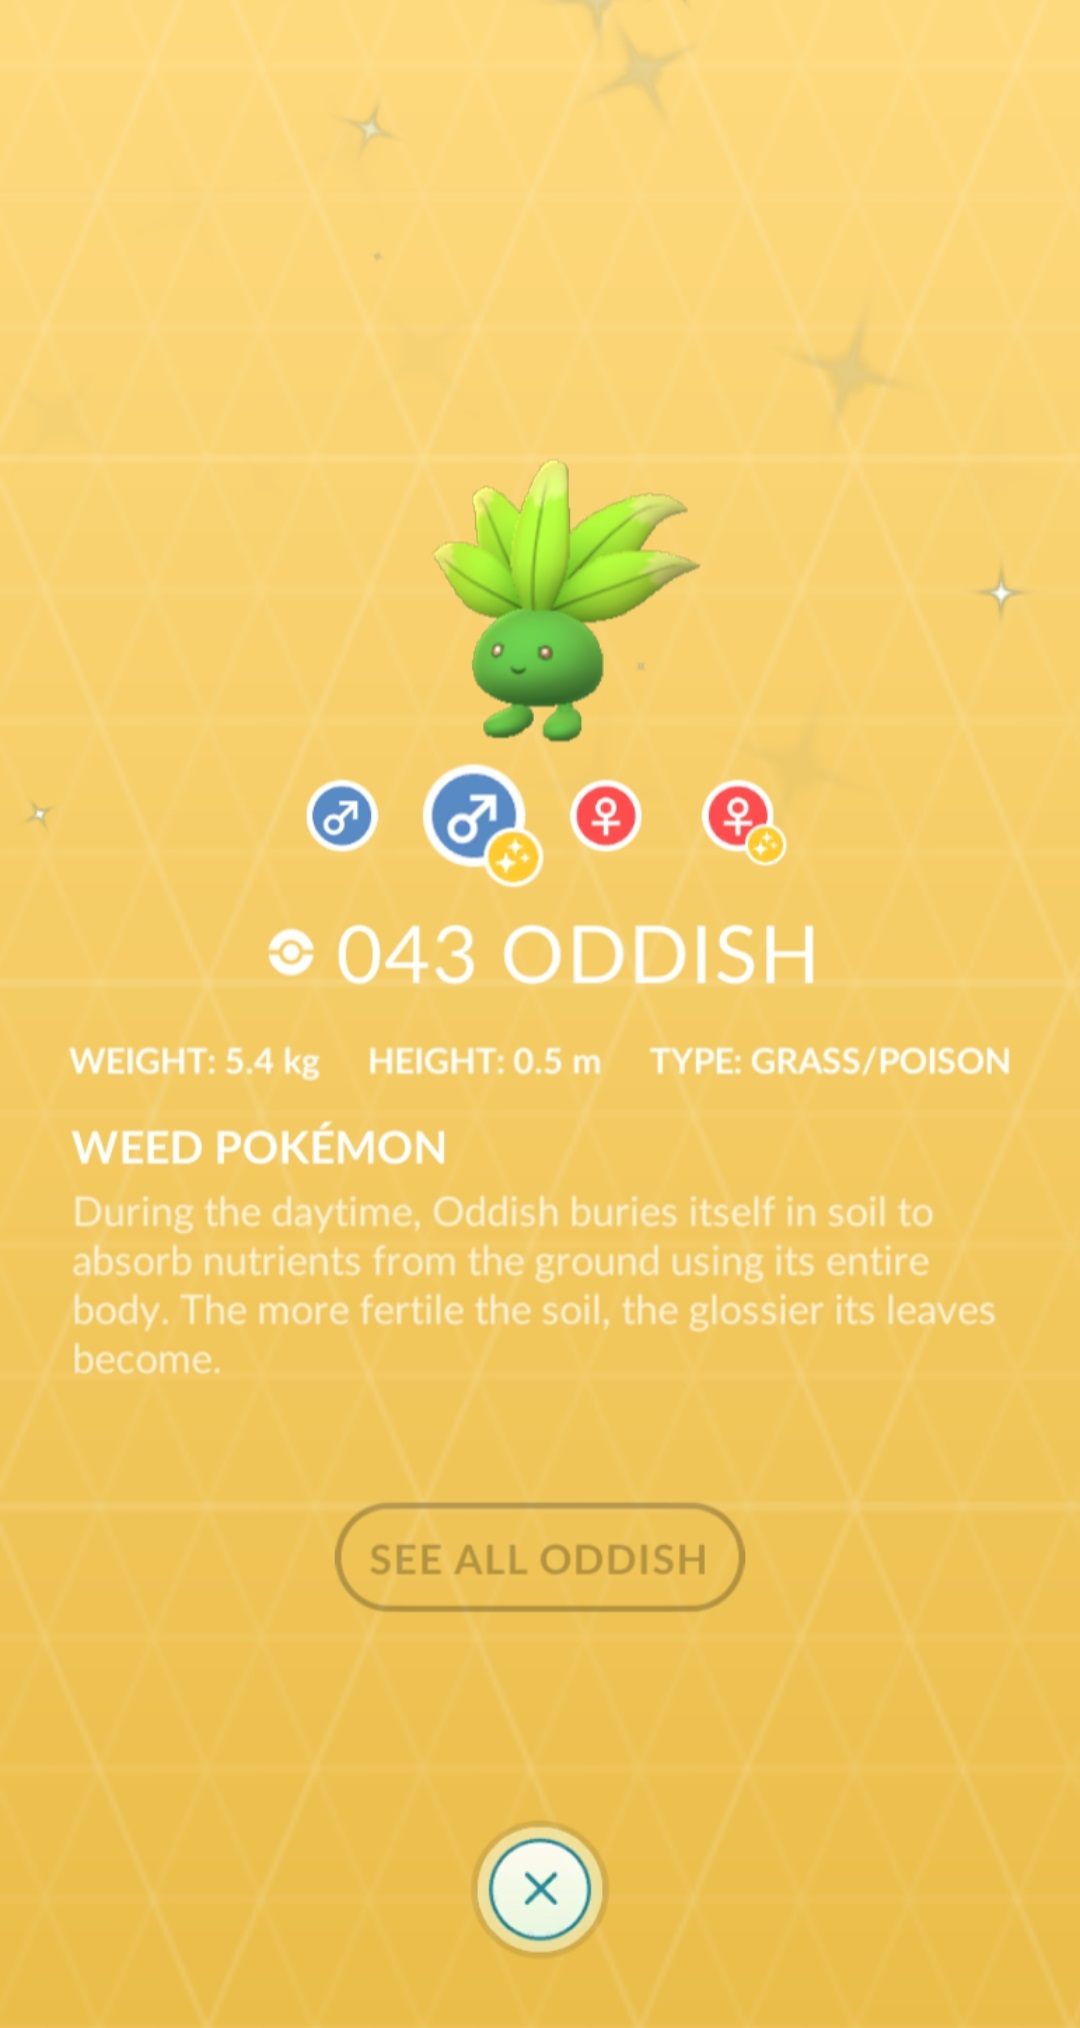 043 ODDISH
WEIGHT: 5.4 kg HEIGHT: 0.5 m TYPE: GRASS/POISON
WEED POKÉMON
During the daytime, Oddish buries itself in soil to
absorb nutrients from the ground using its entire
body. The more fertile the soil, the glossier its leaves
become.
SEE ALL ODDISH